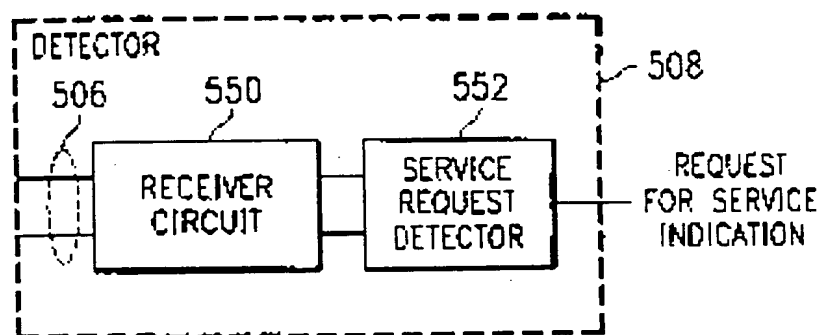 DETECTOR
508
506
550
552
RECEIVER
CIRCUIT
SERVICE
REQUEST
DETECTOR
REQUEST
FOR SERVICE
INDICATION